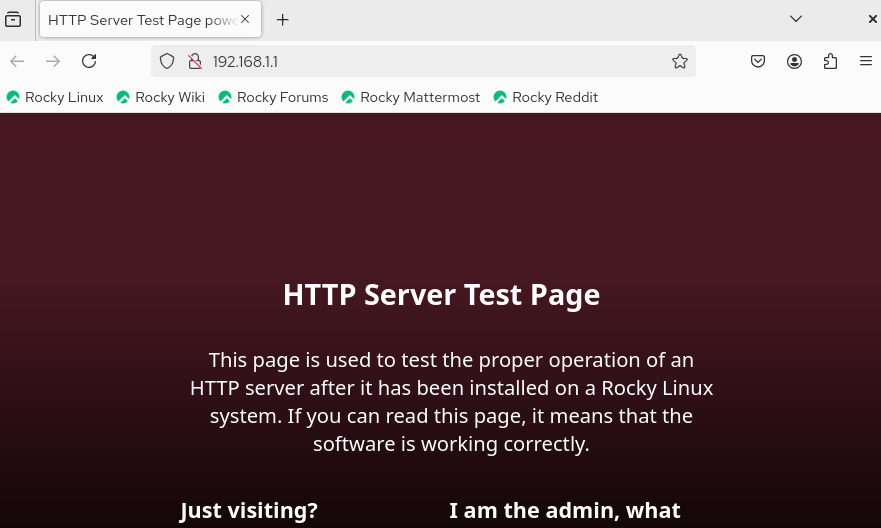 HTTP Server Test Page powe
192.168.1.1
Rocky Linux Rocky Wiki Rocky Forums Rocky Mattermost Rocky Reddit
HTTP Server Test Page
This page is used to test the proper operation of an
HTTP server after it has been installed on a Rocky Linux
system. If you can read this page, it means that the
software is working correctly.
Just visiting? I am the admin, what